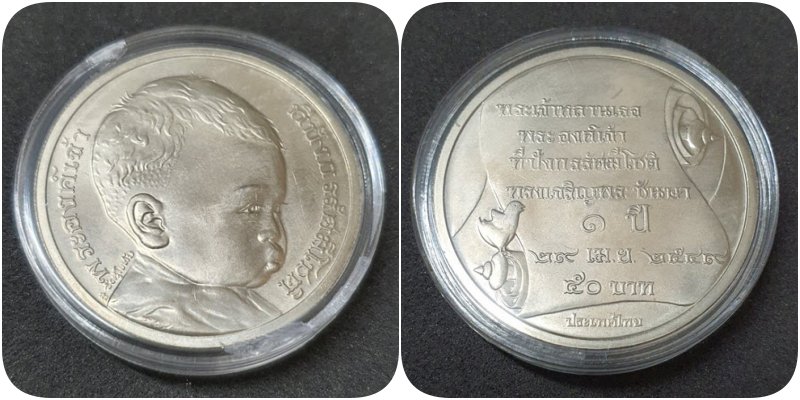 พระองค์เจ้า
ทีปังกรรัศมีโชติ
พระเจ้าหลานเธอ
พระองค์เจ้า
ทีปังกรรัศมีโชติ
ทรงเจริญพระชันษา
๑ ปี
๒๙ เม.ย. ๒๕๔๙
๕๐ บาท
ประเทศไทย